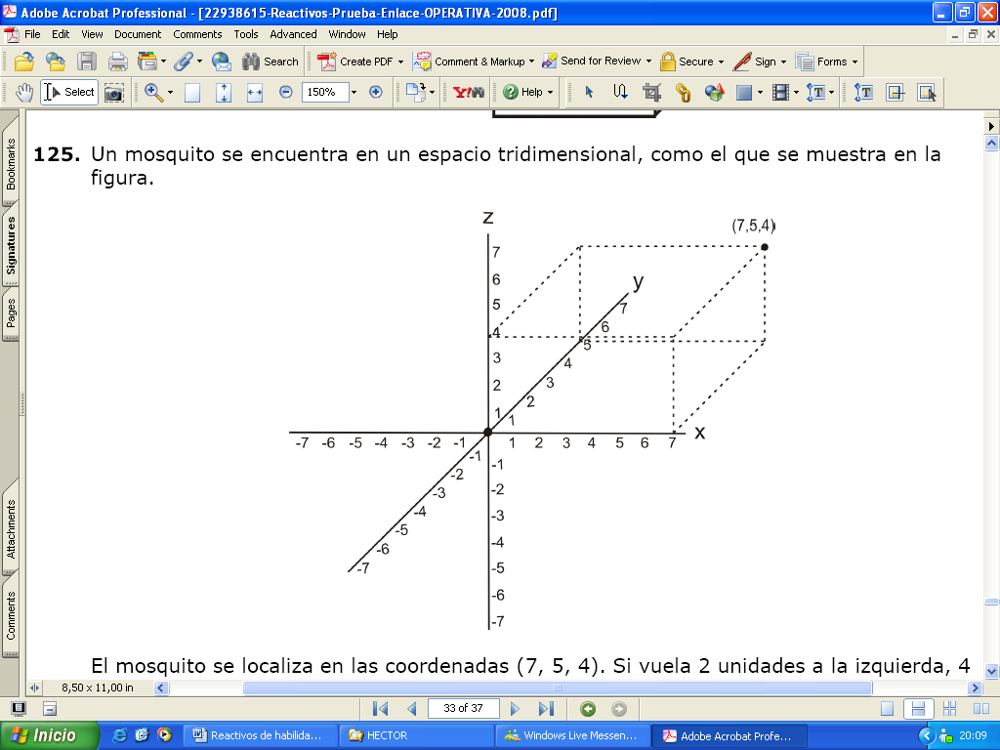 Adobe Acrobat Professional - [22938615-Reactivos-Prueba-Enlace-OPERATIVA-2008.pdf]
File Edit View Document Comments Tools Advanced Window Help
Search Create PDF Comment & Markup Send for Review Secure Sign Forms
Select 150% Y! Help
Bookmarks
Signatures
Pages
Attachments
Comments
125. Un mosquito se encuentra en un espacio tridimensional, como el que se muestra en la
figura.
z
(7,5,4)
7
6
5
4
3
2
1
y
7
6
5
4
3
2
1
x
-7 -6 -5 -4 -3 -2 -1 1 2 3 4 5 6 7
-1
-2
-3
-4
-5
-6
-7
-1
-2
-3
-4
-5
-6
-7
El mosquito se localiza en las coordenadas (7, 5, 4). Si vuela 2 unidades a la izquierda, 4
8,50 x 11,00 in
33 of 37
Inicio Reactivos de habilida... HECTOR Windows Live Messen... Adobe Acrobat Profe... 20:09